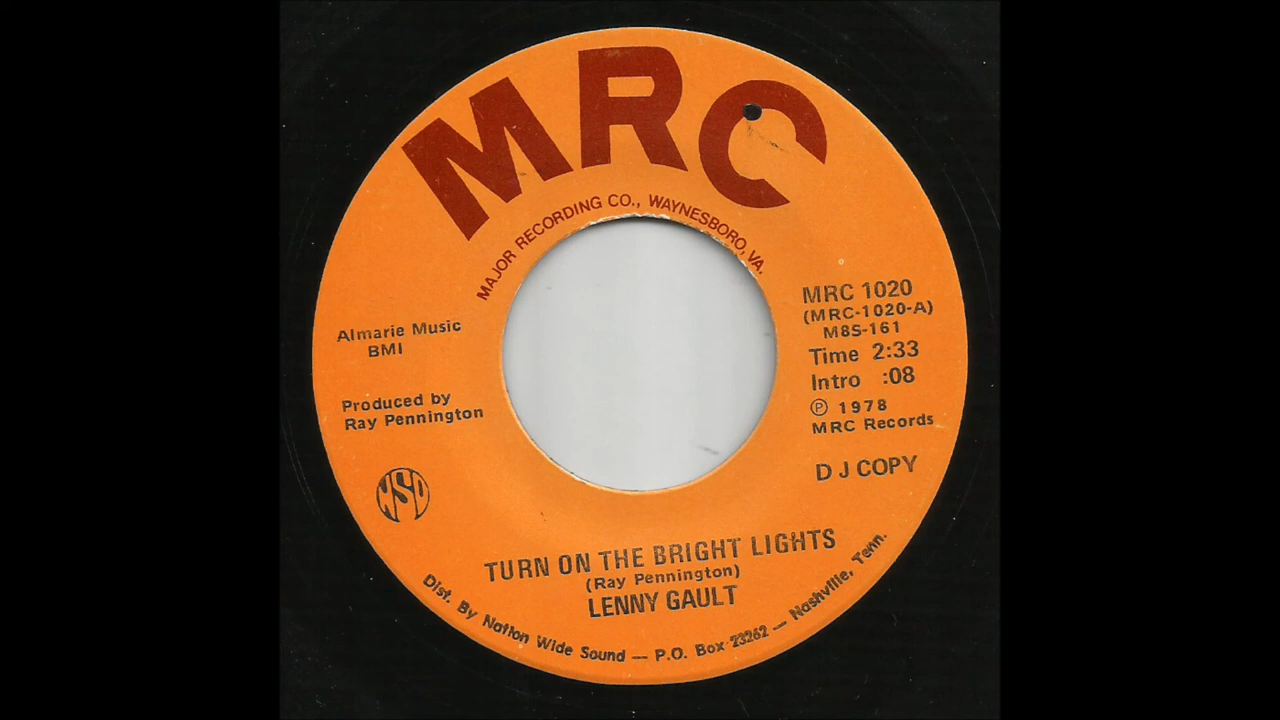 MRC
MAJOR RECORDING CO., WAYNESBORO, VA.
Almarie Music
BMI
Produced by
Ray Pennington
NSD
MRC 1020
(MRC-1020-A)
M8S-161
Time 2:33
Intro :08
Ⓟ 1978
MRC Records
D J COPY
TURN ON THE BRIGHT LIGHTS
(Ray Pennington)
LENNY GAULT
Dist. By Nation Wide Sound — P.O. Box 23262 — Nashville, Tenn.